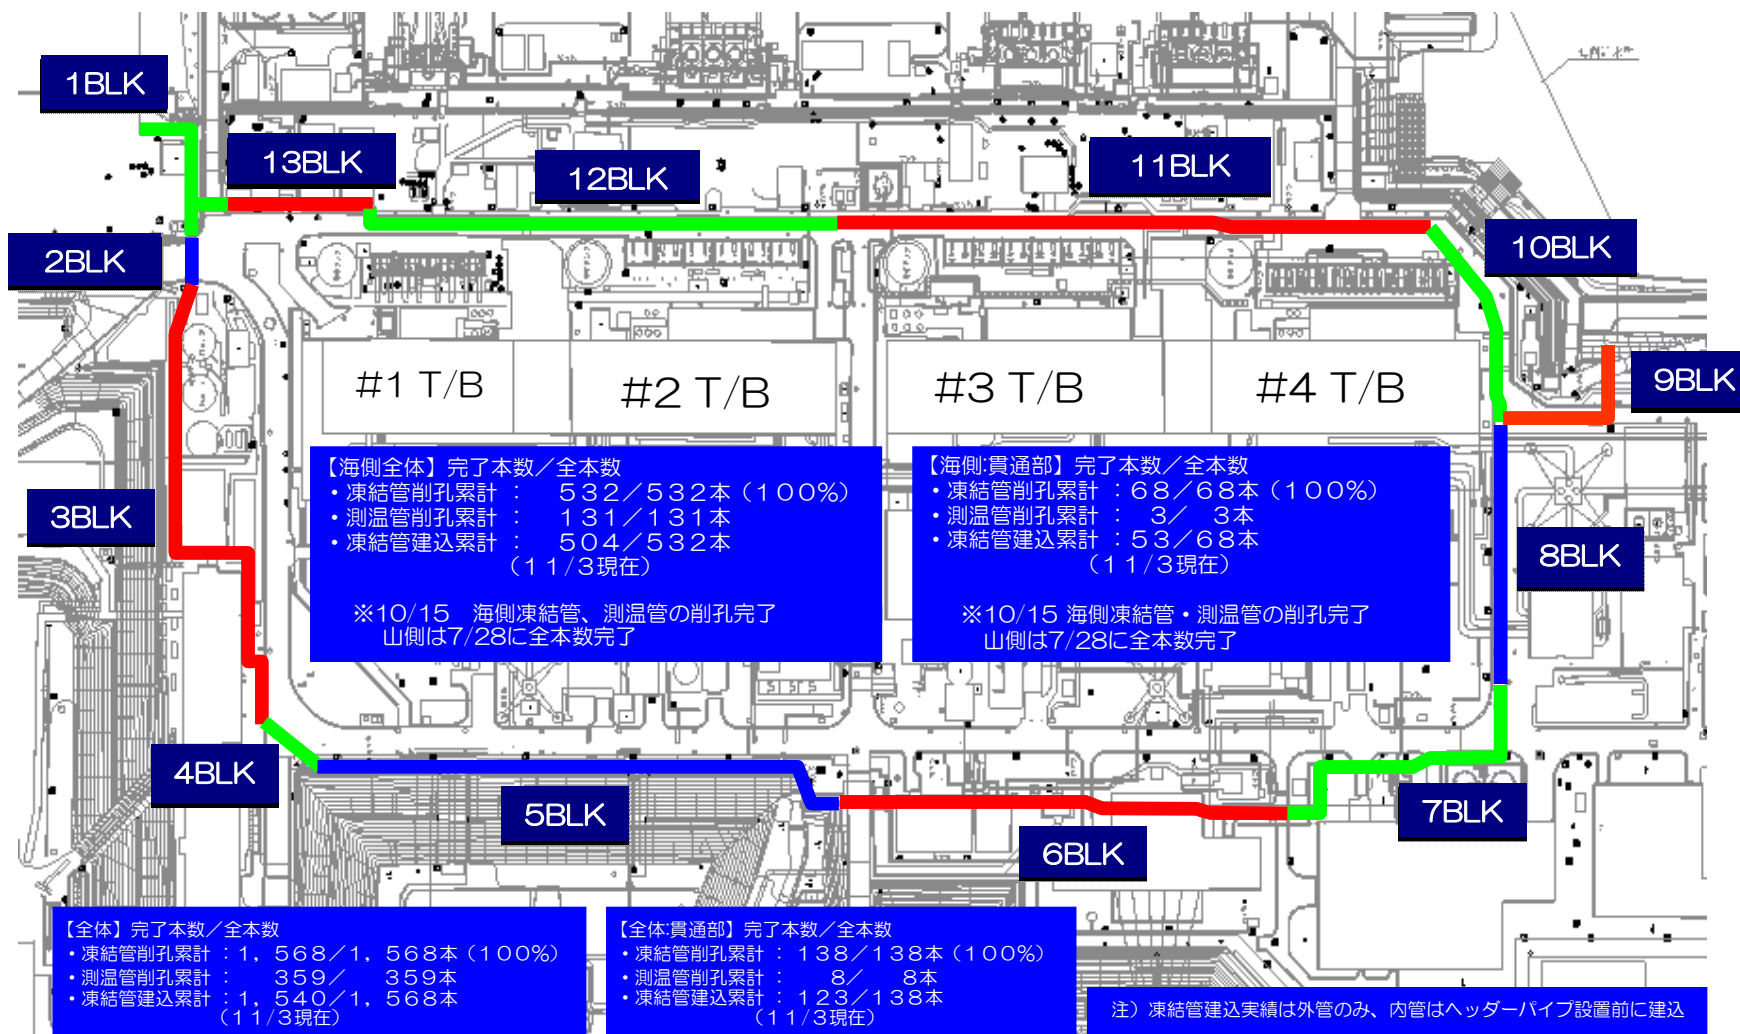 1BLK
13BLK
12BLK
11BLK
2BLK
10BLK
#1 T/B
#2 T/B
#3 T/B
#4 T/B
9BLK
3BLK
8BLK
【海側全体】完了本数／全本数
・凍結管削孔累計 : 532／532本（100%）
・測温管削孔累計 : 131／131本
・凍結管建込累計 : 504／532本
（11/3現在）
※10/15 海側凍結管、測温管の削孔完了
山側は7/28に全本数完了
【海側:貫通部】完了本数／全本数
・凍結管削孔累計 : 68／68本（100%）
・測温管削孔累計 : 3／ 3本
・凍結管建込累計 : 53／68本
（11/3現在）
※10/15 海側凍結管・測温管の削孔完了
山側は7/28に全本数完了
4BLK
5BLK
6BLK
7BLK
【全体】完了本数／全本数
・凍結管削孔累計 : 1，568／1，568本（100%）
・測温管削孔累計 : 359／ 359本
・凍結管建込累計 : 1，540／1，568本
（11/3現在）
【全体:貫通部】完了本数／全本数
・凍結管削孔累計 : 138／138本（100%）
・測温管削孔累計 : 8／ 8本
・凍結管建込累計 : 123／138本
（11/3現在）
注）凍結管建込実績は外管のみ、内管はヘッダーパイプ設置前に建込